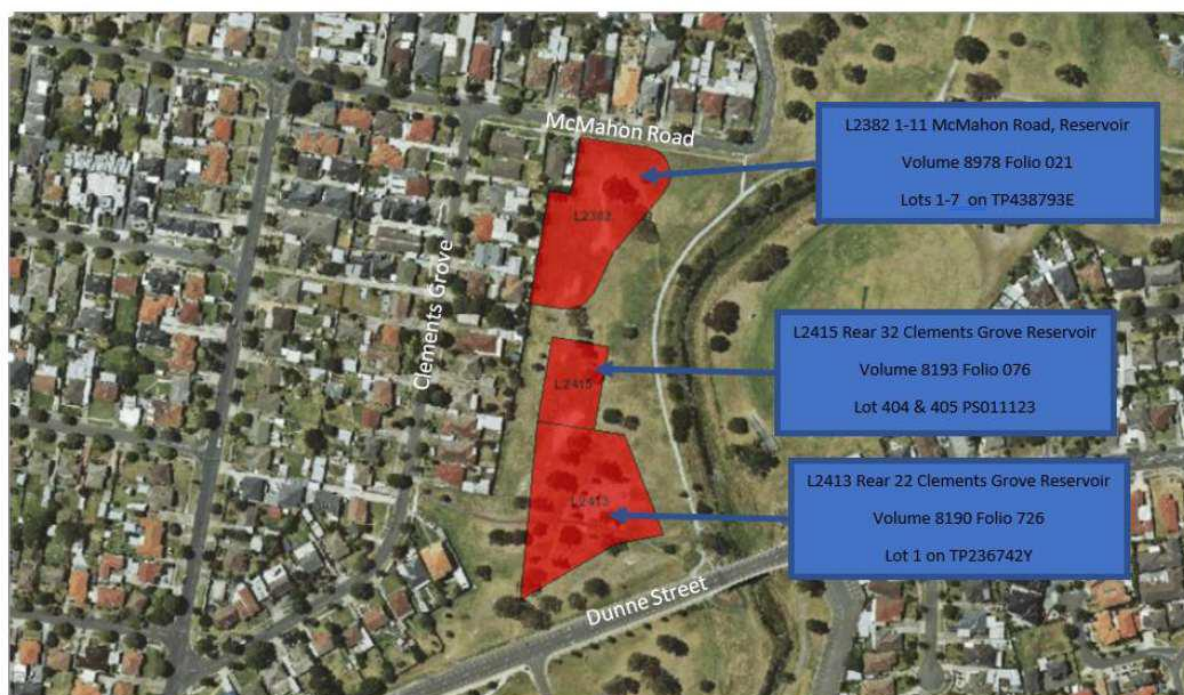 McMahon Road
L2382 1-11 McMahon Road, Reservoir
Volume 8978 Folio 021
Lots 1-7 on TP438793E
L2382
Clements Grove
L2415 Rear 32 Clements Grove Reservoir
Volume 8193 Folio 076
Lot 404 & 405 PS011123
L2415
L2413 Rear 22 Clements Grove Reservoir
Volume 8190 Folio 726
Lot 1 on TP236742Y
L2413
Dunne Street